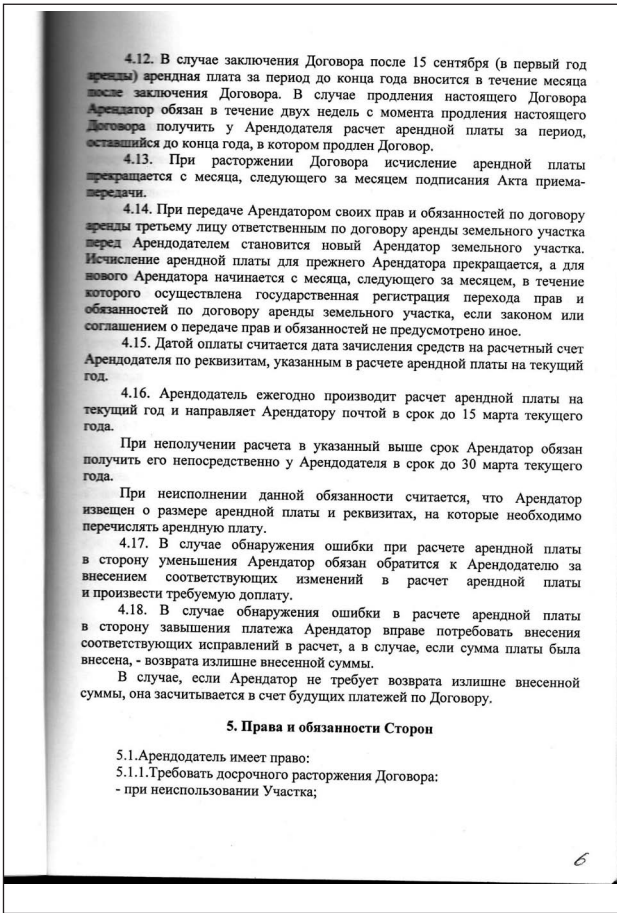 4.12. В случае заключения Договора после 15 сентября (в первый год
аренды) арендная плата за период до конца года вносится в течение месяца
после заключения Договора. В случае продления настоящего Договора
Арендатор обязан в течение двух недель с момента продления настоящего
Договора получить у Арендодателя расчет арендной платы за период,
оставшийся до конца года, в котором продлен Договор.
4.13. При расторжении Договора исчисление арендной платы
прекращается с месяца, следующего за месяцем подписания Акта приема-
передачи.
4.14. При передаче Арендатором своих прав и обязанностей по договору
аренды третьему лицу ответственным по договору аренды земельного участка
перед Арендодателем становится новый Арендатор земельного участка.
Исчисление арендной платы для прежнего Арендатора прекращается, а для
нового Арендатора начинается с месяца, следующего за месяцем, в течение
которого осуществлена государственная регистрация перехода прав и
обязанностей по договору аренды земельного участка, если законом или
соглашением о передаче прав и обязанностей не предусмотрено иное.
4.15. Датой оплаты считается дата зачисления средств на расчетный счет
Арендодателя по реквизитам, указанным в расчете арендной платы на текущий
год.
4.16. Арендодатель ежегодно производит расчет арендной платы на
текущий год и направляет Арендатору почтой в срок до 15 марта текущего
года.
При неполучении расчета в указанный выше срок Арендатор обязан
получить его непосредственно у Арендодателя в срок до 30 марта текущего
года.
При неисполнении данной обязанности считается, что Арендатор
извещен о размере арендной платы и реквизитах, на которые необходимо
перечислять арендную плату.
4.17. В случае обнаружения ошибки при расчете арендной платы
в сторону уменьшения Арендатор обязан обратится к Арендодателю за
внесением соответствующих изменений в расчет арендной платы
и произвести требуемую доплату.
4.18. В случае обнаружения ошибки в расчете арендной платы
в сторону завышения платежа Арендатор вправе потребовать внесения
соответствующих исправлений в расчет, а в случае, если сумма платы была
внесена, - возврата излишне внесенной суммы.
В случае, если Арендатор не требует возврата излишне внесенной
суммы, она засчитывается в счет будущих платежей по Договору.
5. Права и обязанности Сторон
5.1.Арендодатель имеет право:
5.1.1.Требовать досрочного расторжения Договора:
- при неиспользовании Участка;
6